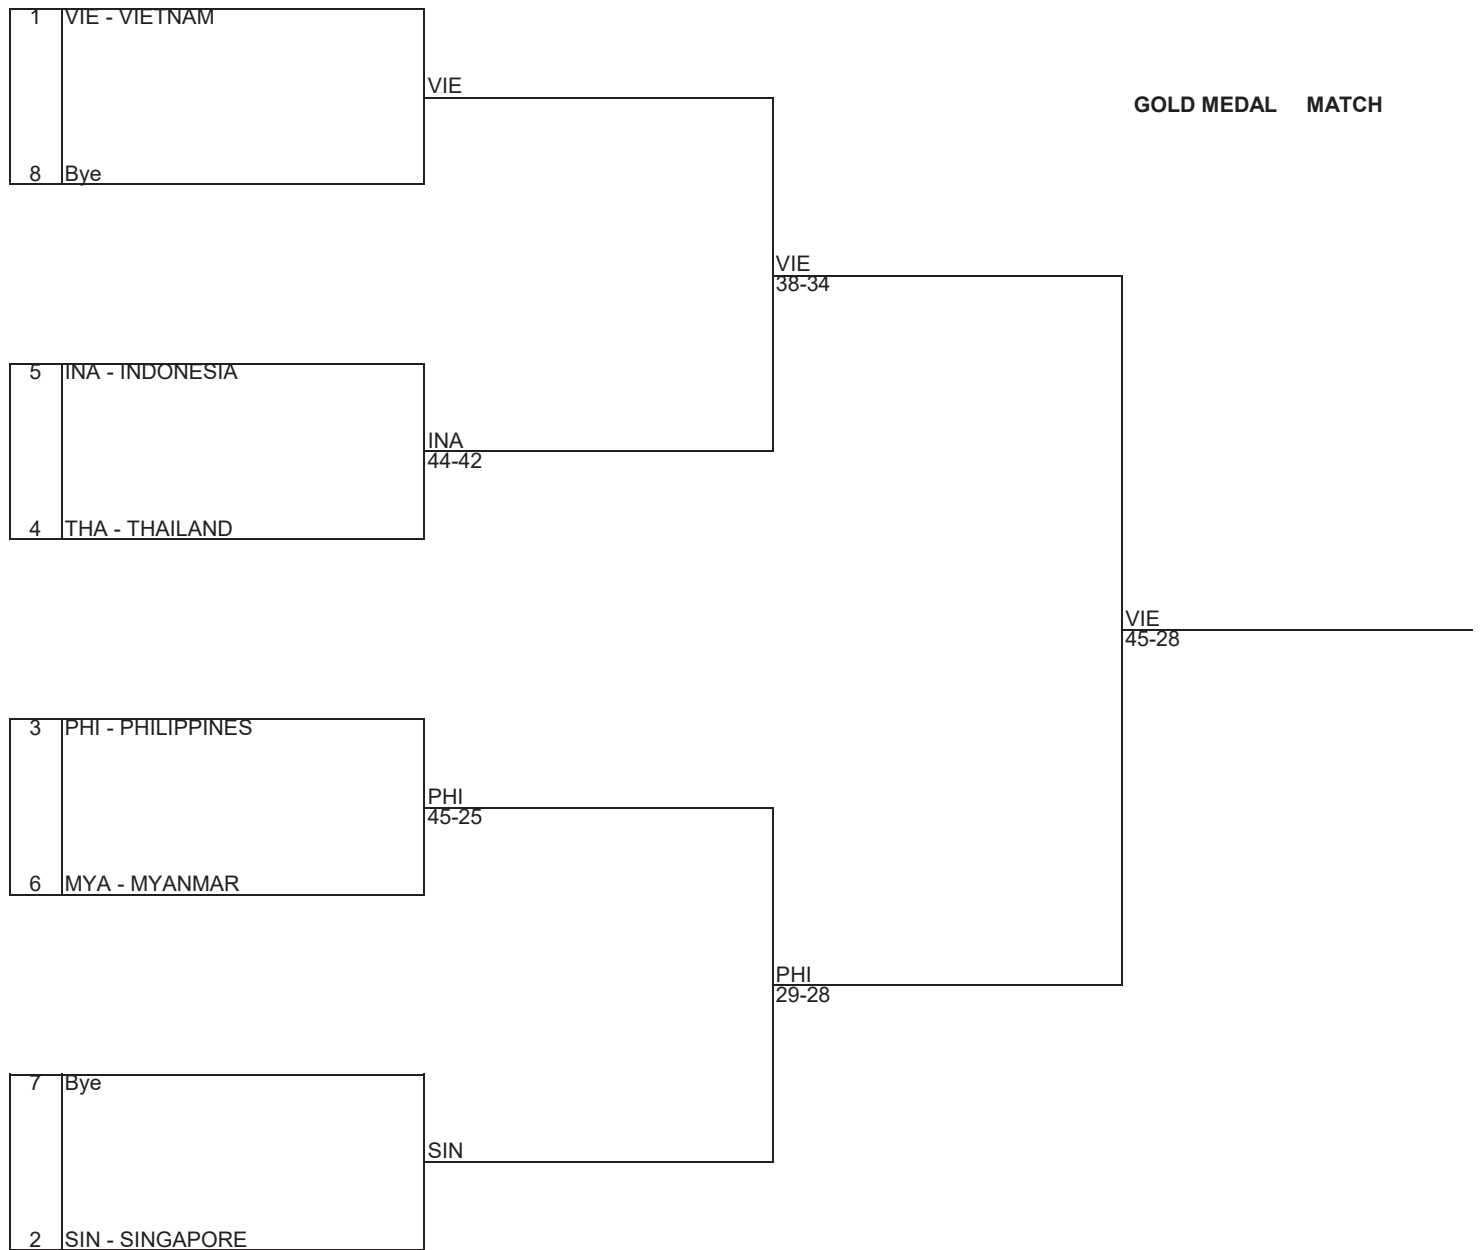 1 VIE - VIETNAM
VIE
GOLD MEDAL MATCH
8 Bye
VIE
38-34
5 INA - INDONESIA
INA
44-42
4 THA - THAILAND
VIE
45-28
3 PHI - PHILIPPINES
PHI
45-25
6 MYA - MYANMAR
PHI
29-28
7 Bye
SIN
2 SIN - SINGAPORE